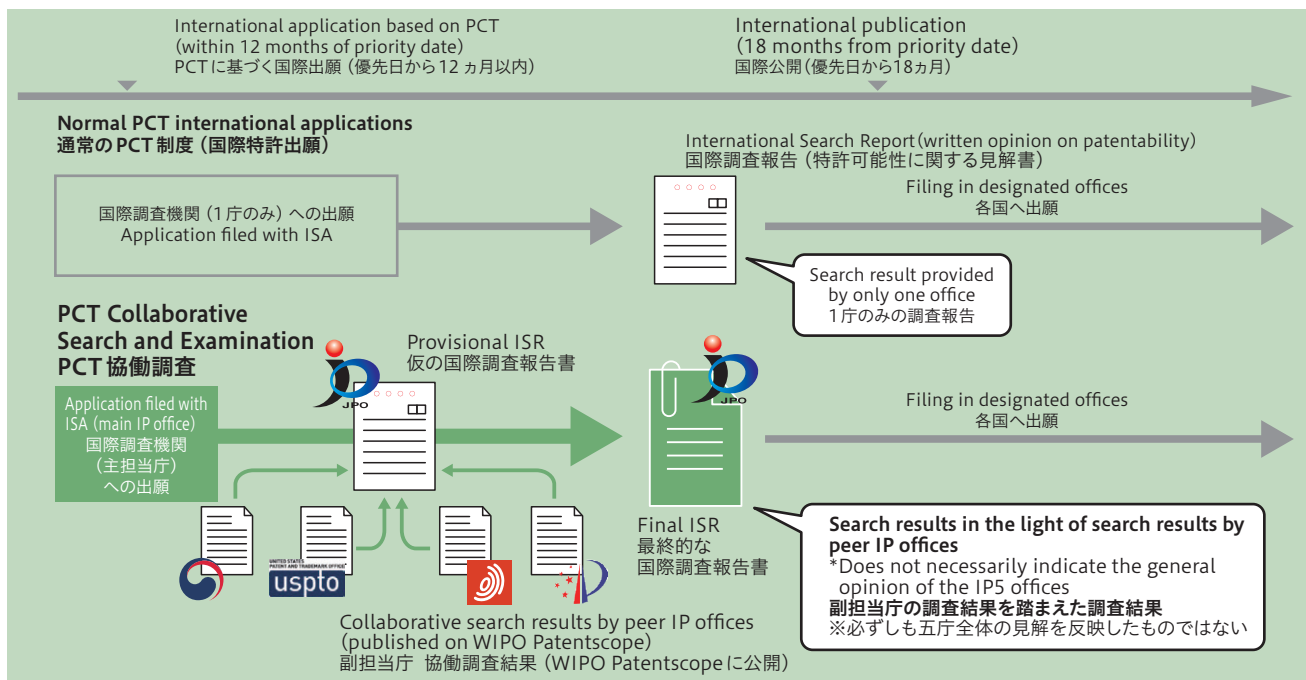 International application based on PCT
(within 12 months of priority date)
PCTに基づく国際出願（優先日から12ヵ月以内）
International publication
(18 months from priority date)
国際公開（優先日から18ヵ月）
Normal PCT international applications
通常のPCT制度（国際特許出願）
国際調査機関（1庁のみ）への出願
Application filed with ISA
International Search Report(written opinion on patentability)
国際調査報告（特許可能性に関する見解書）
Filing in designated offices
各国へ出願
Search result provided
by only one office
1庁のみの調査報告
PCT Collaborative
Search and Examination
PCT協働調査
Application filed with
ISA (main IP office)
国際調査機関
（主担当庁）
への出願
JPO
Provisional ISR
仮の国際調査報告書
UNITED STATES
PATENT AND TRADEMARK OFFICE
uspto
Collaborative search results by peer IP offices
(published on WIPO Patentscope)
副担当庁 協働調査結果（WIPO Patentscopeに公開）
JPO
Final ISR
最終的な
国際調査報告書
Filing in designated offices
各国へ出願
Search results in the light of search results by
peer IP offices
*Does not necessarily indicate the general
opinion of the IP5 offices
副担当庁の調査結果を踏まえた調査結果
※必ずしも五庁全体の見解を反映したものではない